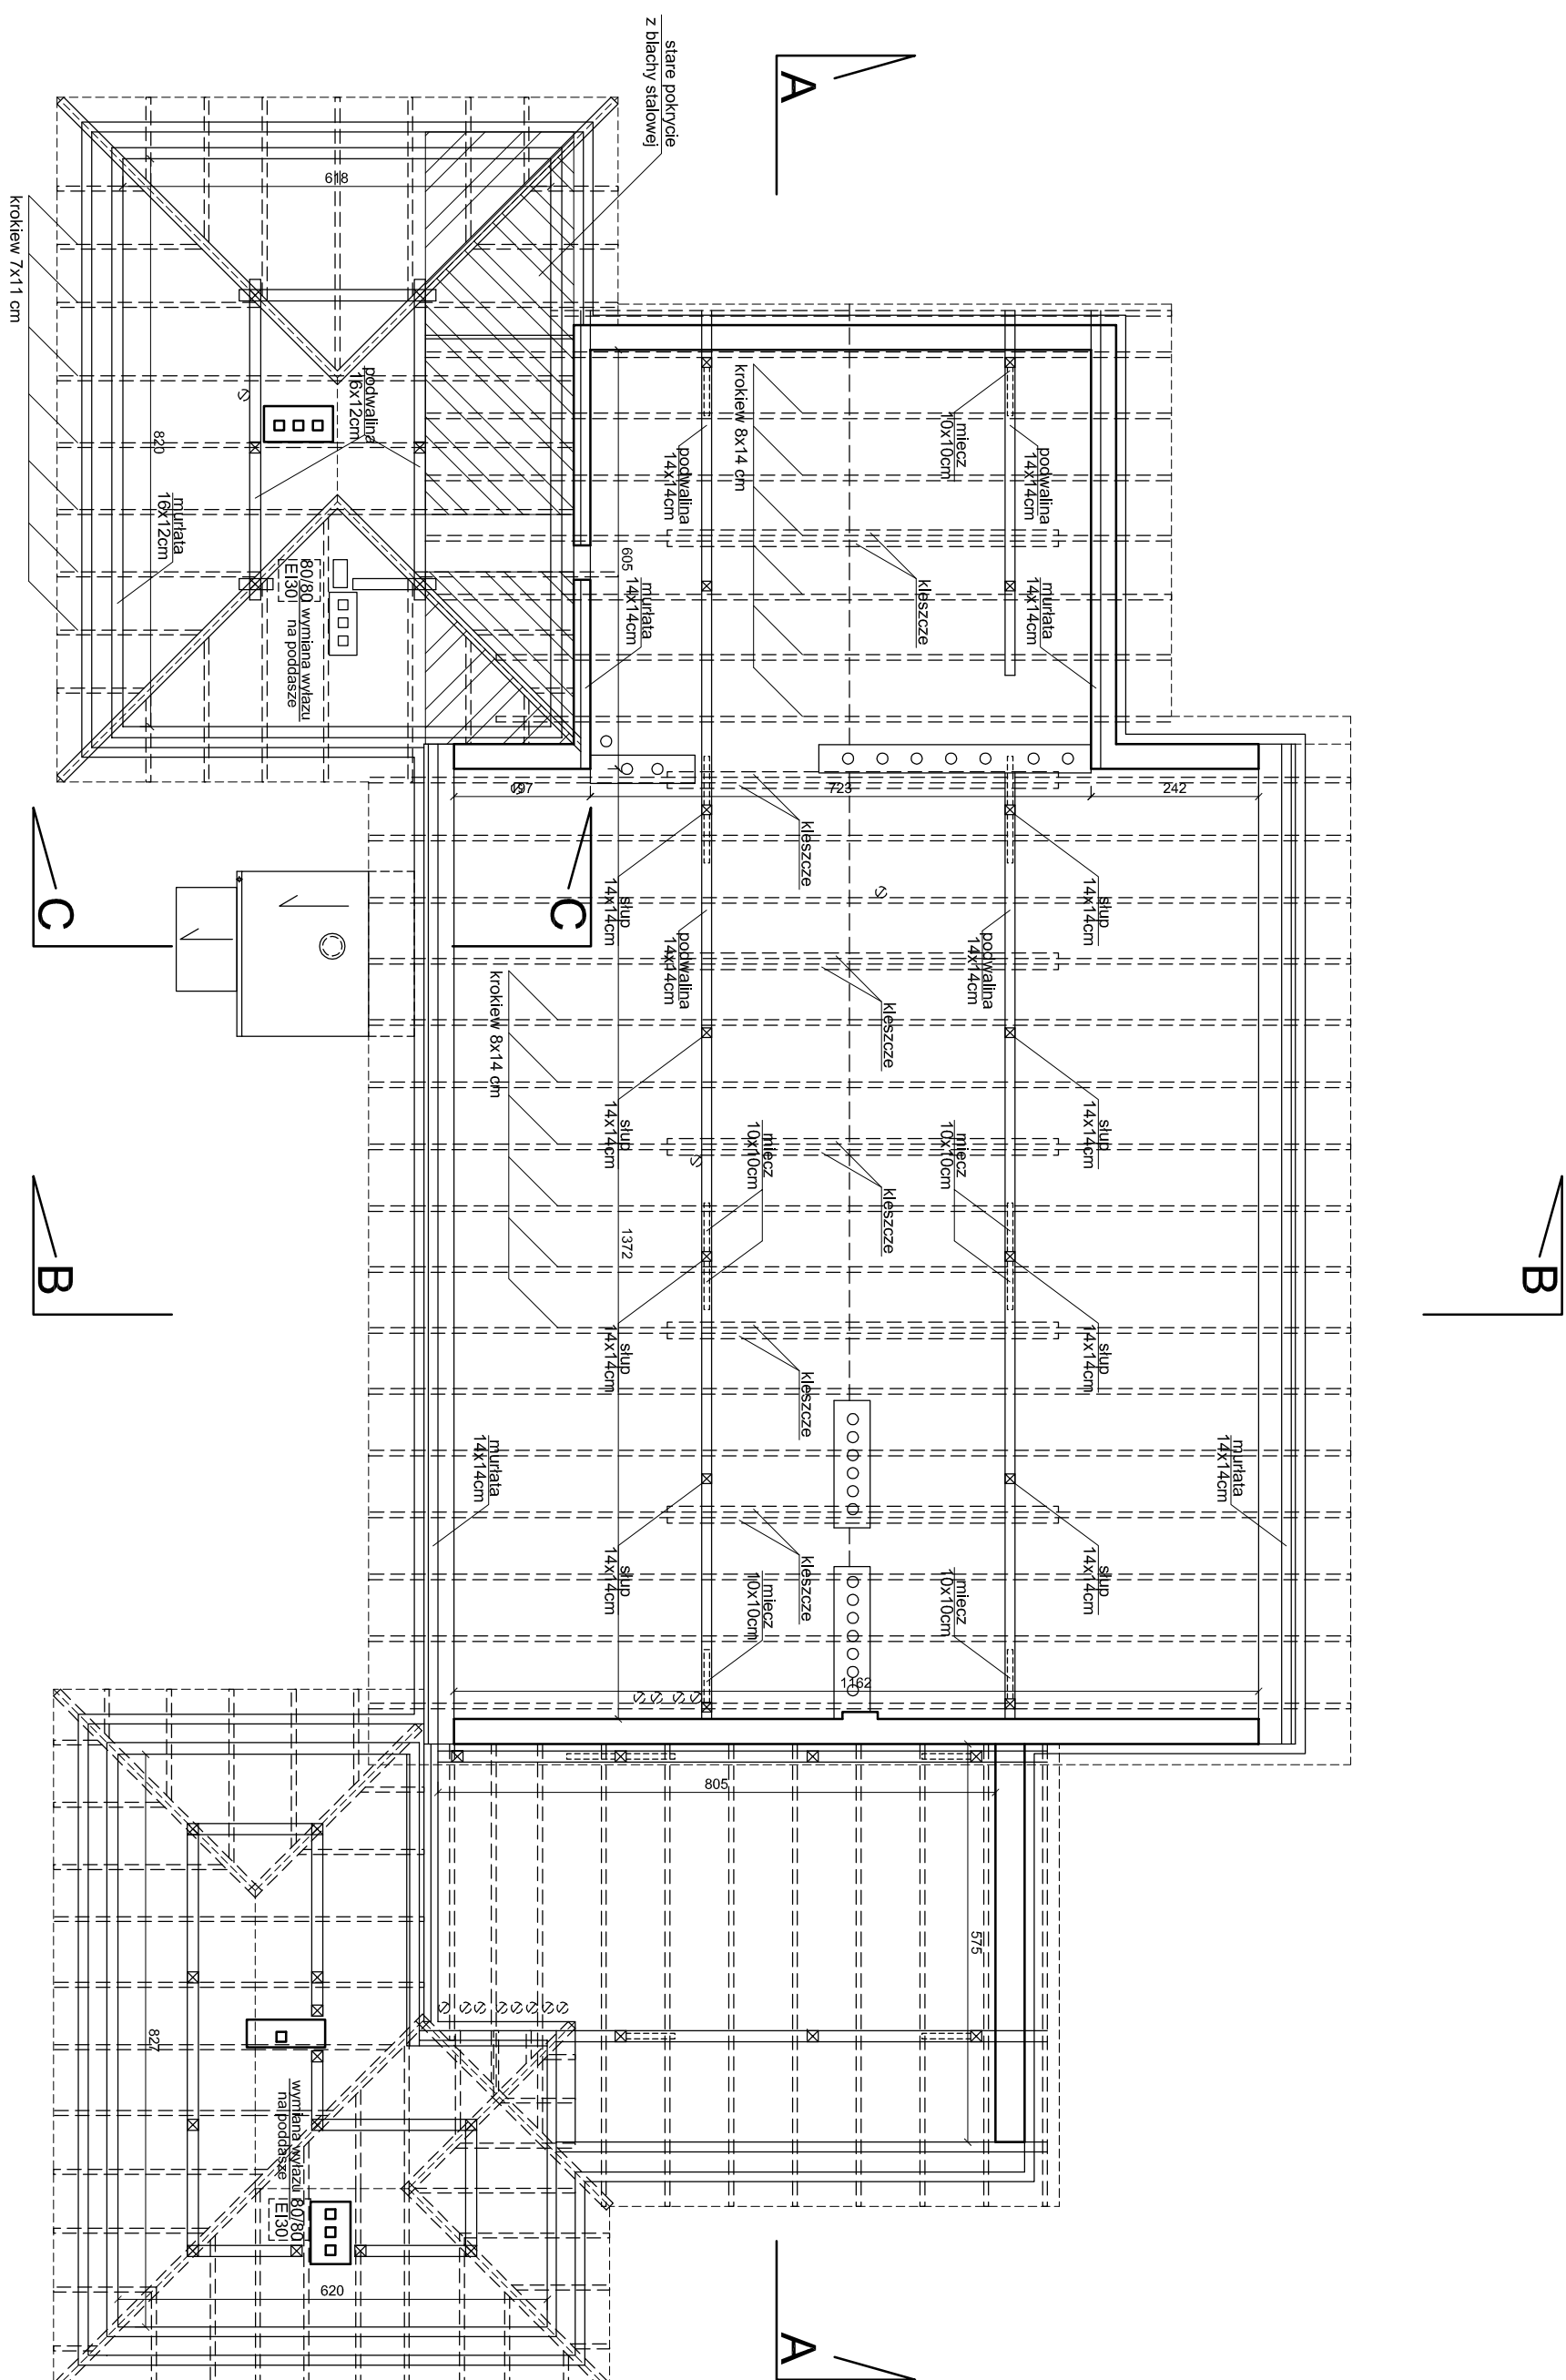 A
stare pokrycie
z blachy stalowej
618
krokiew 7x11 cm
podwalina
16x12cm
820
murłata
16x12cm
80/80
EI30
wymiana wyłazu
na poddasze
krokiew 8x14 cm
miecz
10x10cm
podwalina
14x14cm
podwalina
14x14cm
605
murłata
14x14cm
kleszcze
murłata
14x14cm
197
723
242
C
C
kleszcze
słup
14x14cm
słup
14x14cm
podwalina
14x14cm
podwalina
14x14cm
krokiew 8x14 cm
kleszcze
słup
14x14cm
miecz
10x10cm
miecz
10x10cm
słup
14x14cm
kleszcze
1372
B
B
słup
14x14cm
kleszcze
słup
14x14cm
murłata
14x14cm
murłata
14x14cm
słup
14x14cm
miecz
10x10cm
kleszcze
miecz
10x10cm
słup
14x14cm
1162
805
575
827
wymiana wyłazu
na poddasze
80/80
EI30
620
A